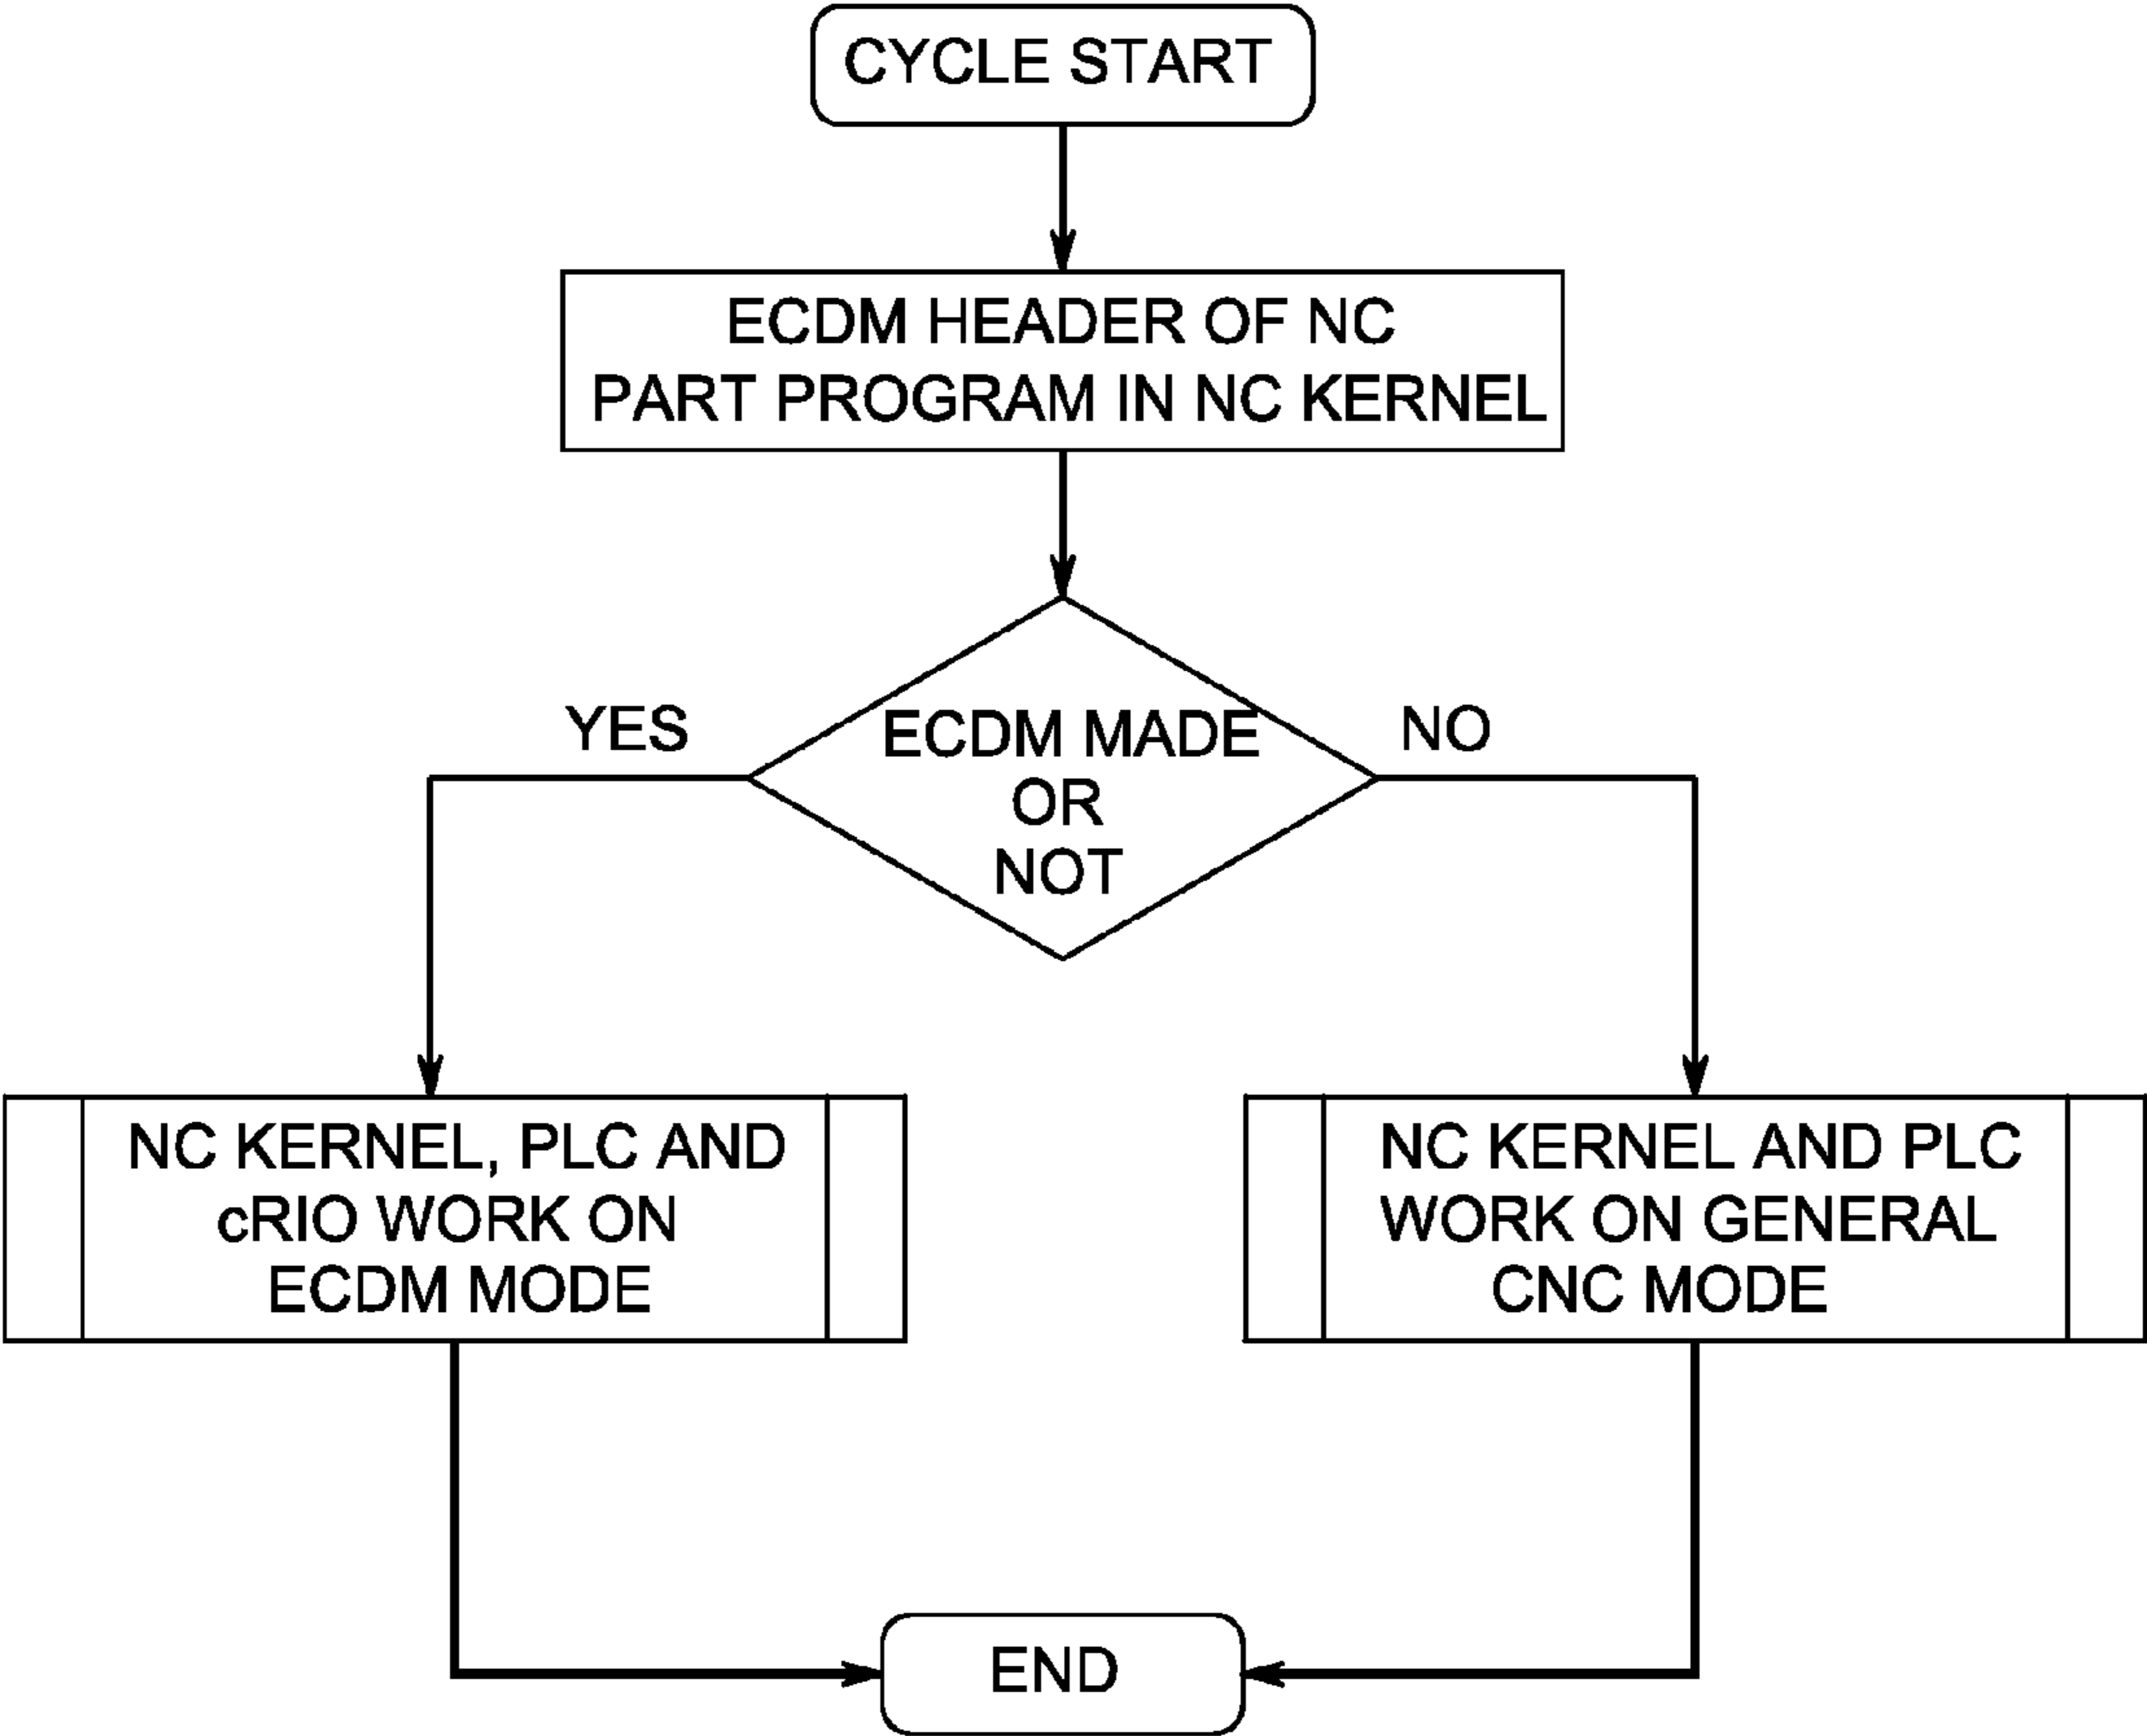 CYCLE START
ECDM HEADER OF NC
PART PROGRAM IN NC KERNEL
YES
ECDM MADE
OR
NOT
NO
NC KERNEL, PLC AND
cRIO WORK ON
ECDM MODE
NC KERNEL AND PLC
WORK ON GENERAL
CNC MODE
END